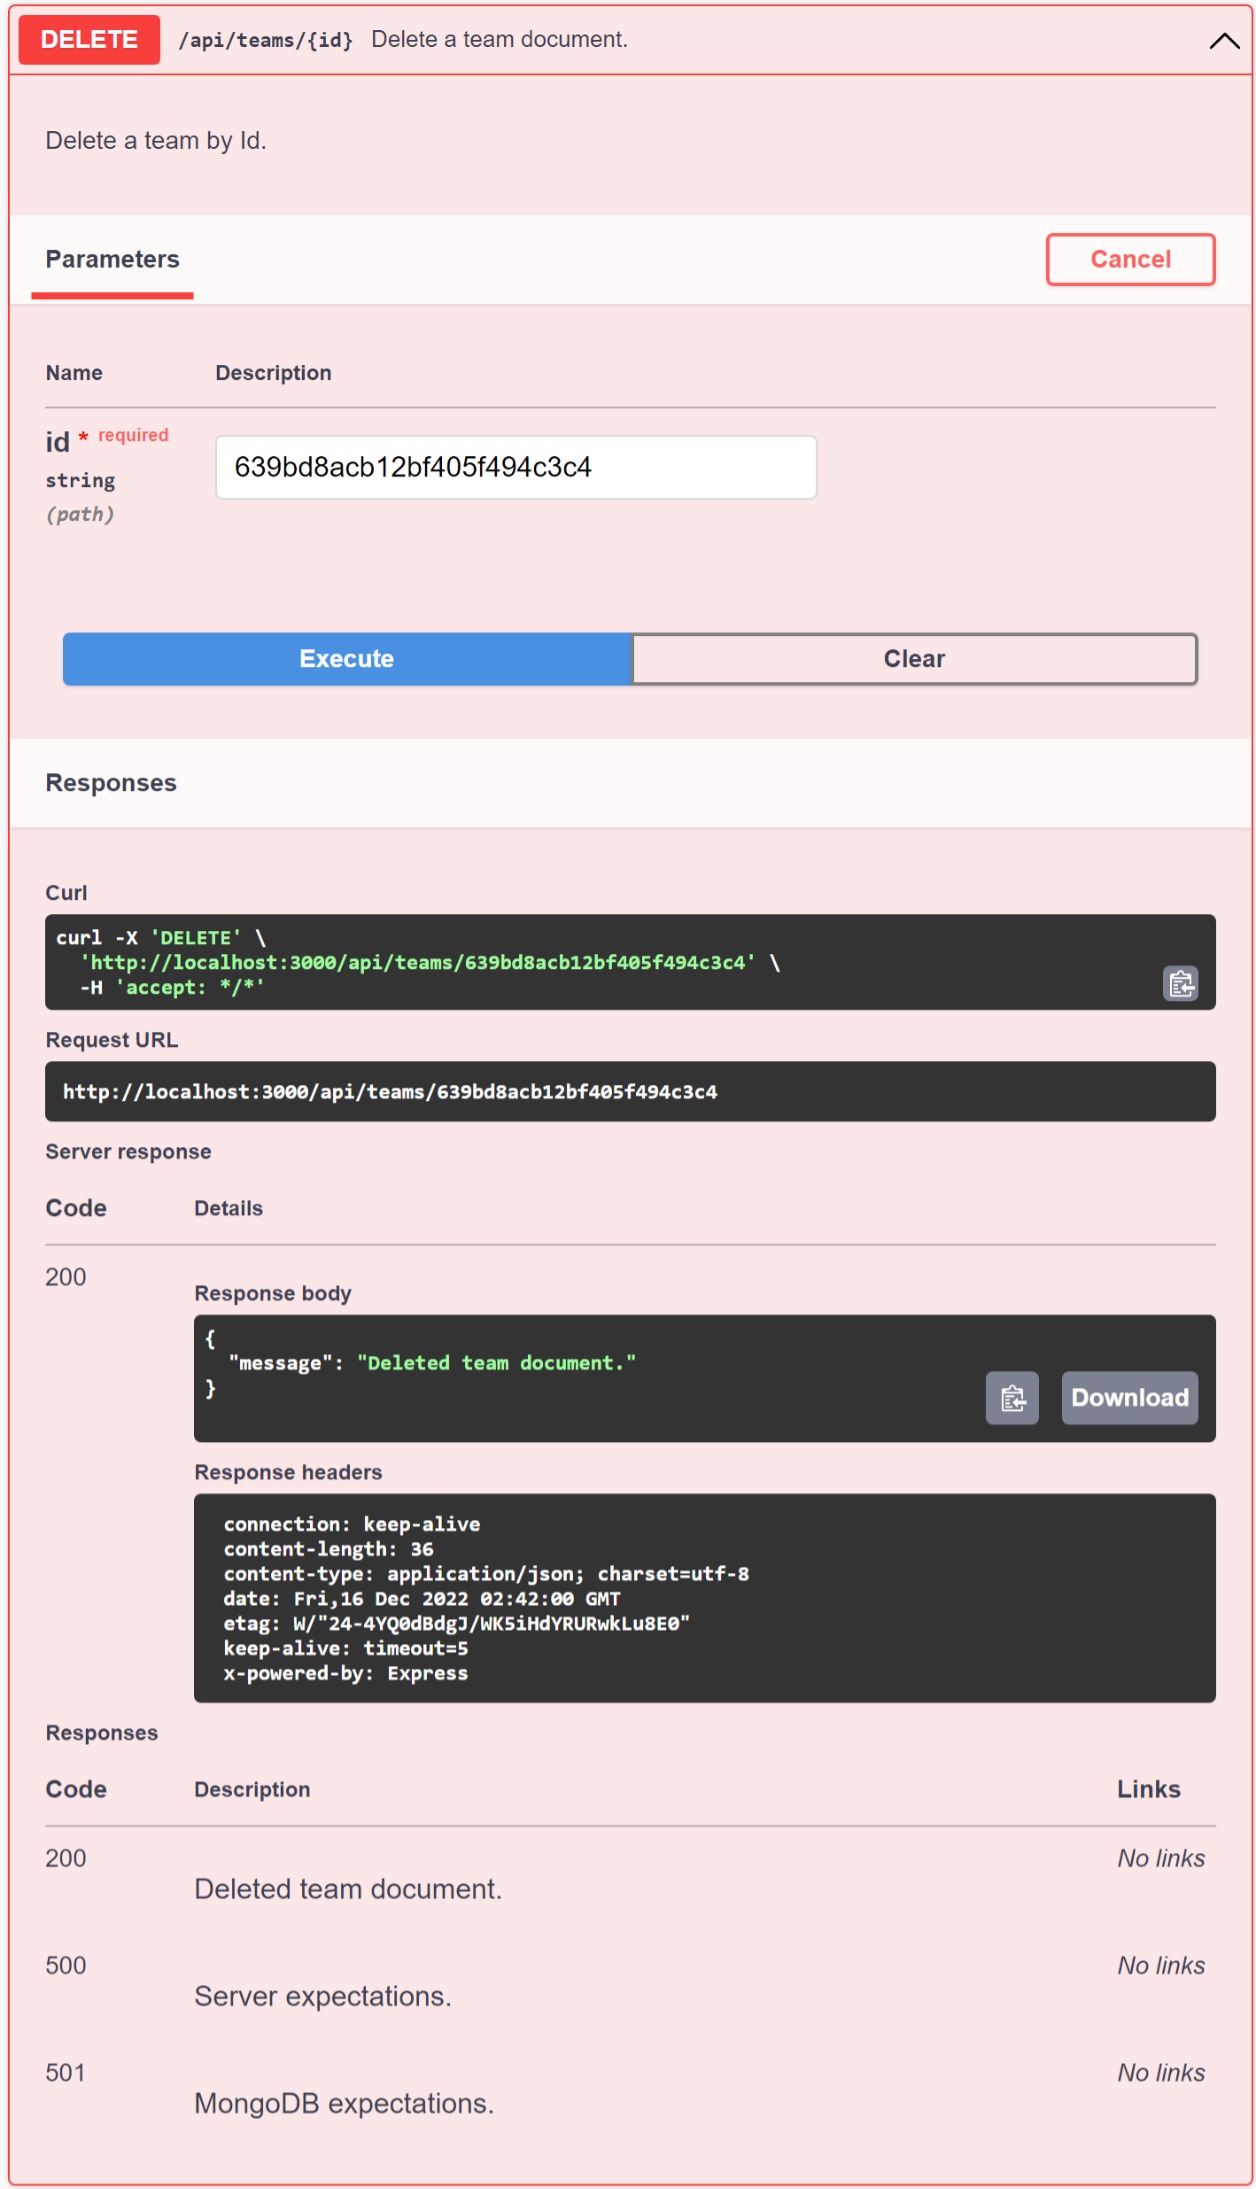 DELETE /api/teams/{id} Delete a team document.
Delete a team by Id.
Parameters Cancel
Name Description
id * required 639bd8acb12bf405f494c3c4
string
(path)
Execute Clear
Responses
Curl
curl -X 'DELETE' \
'http://localhost:3000/api/teams/639bd8acb12bf405f494c3c4' \
-H 'accept: */*'
Request URL
http://localhost:3000/api/teams/639bd8acb12bf405f494c3c4
Server response
Code Details
200
Response body
{
"message": "Deleted team document."
}
Download
Response headers
connection: keep-alive
content-length: 36
content-type: application/json; charset=utf-8
date: Fri,16 Dec 2022 02:42:00 GMT
etag: W/"24-4YQ0dBdgJ/WK5iHdYRURwkLu8E0"
keep-alive: timeout=5
x-powered-by: Express
Responses
Code Description Links
200 No links
Deleted team document.
500 No links
Server expectations.
501 No links
MongoDB expectations.